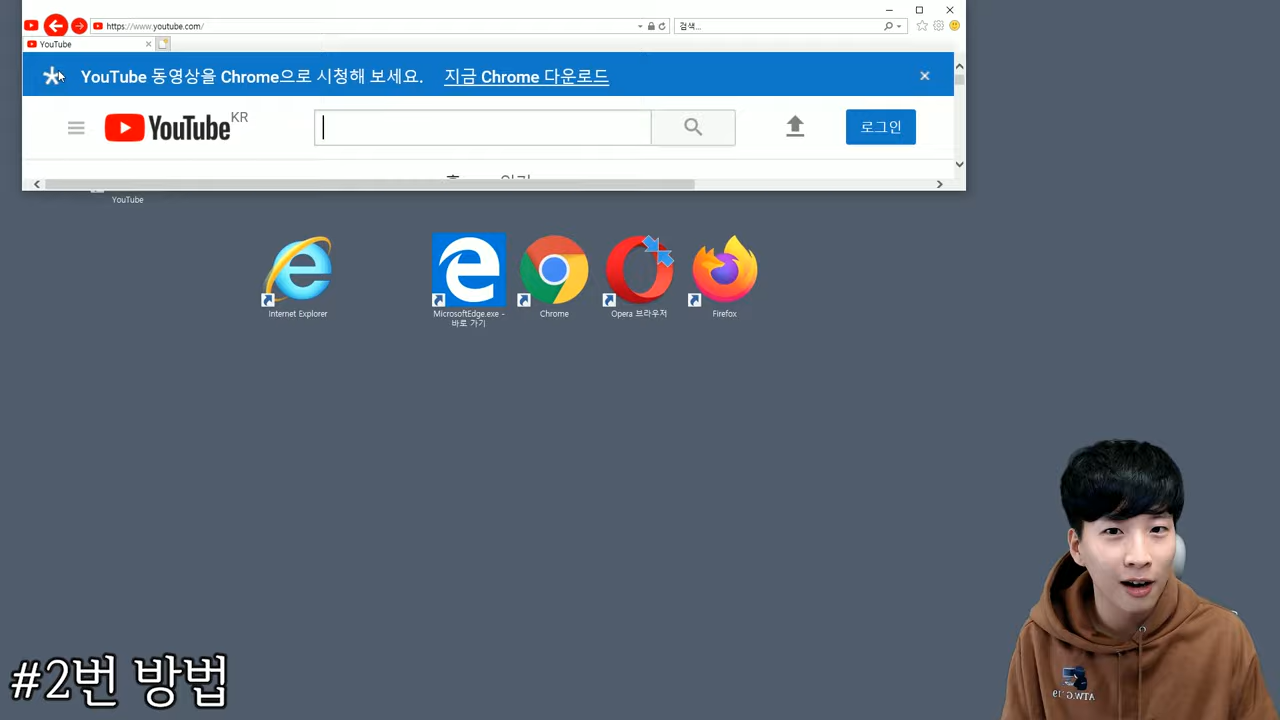 https://www.youtube.com/
검색...
YouTube
YouTube 동영상을 Chrome으로 시청해 보세요. 지금 Chrome 다운로드
YouTube KR
로그인
YouTube
Internet Explorer
MicrosoftEdge.exe -
바로 가기
Chrome
Opera 브라우저
Firefox
ATW.G '19
#2번 방법